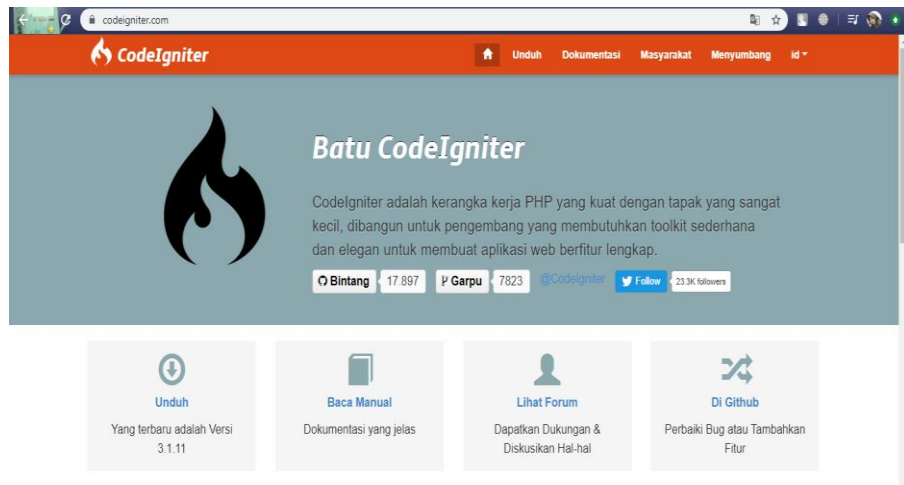 codeigniter.com
CodeIgniter
Unduh Dokumentasi Masyarakat Menyumbang id
Batu CodeIgniter
CodeIgniter adalah kerangka kerja PHP yang kuat dengan tapak yang sangat
kecil, dibangun untuk pengembang yang membutuhkan toolkit sederhana
dan elegan untuk membuat aplikasi web berfitur lengkap.
Bintang 17.897 Garpu 7823 @CodeIgniter Follow 23.3K followers
Unduh
Yang terbaru adalah Versi
3.1.11
Baca Manual
Dokumentasi yang jelas
Lihat Forum
Dapatkan Dukungan &
Diskusikan Hal-hal
Di Github
Perbaiki Bug atau Tambahkan
Fitur